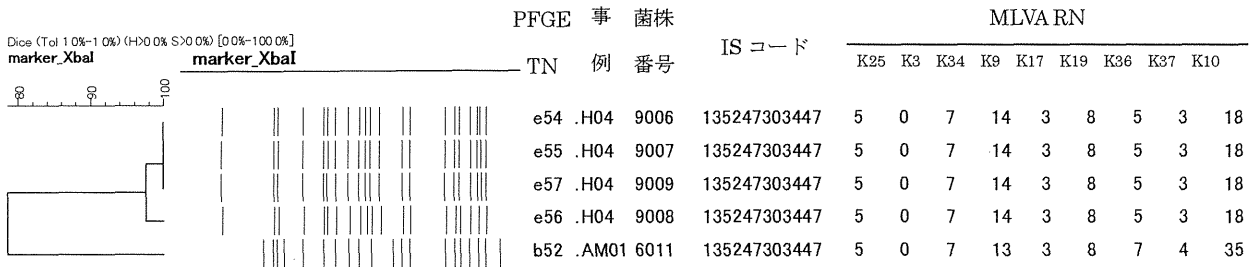 PFGE 事 菌株 MLVA RN
Dice (Tol 1 0%-1 0%) (H>0 0% S>0 0%) [0 0%-100 0%]
marker_XbaI marker_XbaI
TN 例 番号 IS コード K25 K3 K34 K9 K17 K19 K36 K37 K10
80 90 100
e54 .H04 9006 135247303447 5 0 7 14 3 8 5 3 18
e55 .H04 9007 135247303447 5 0 7 14 3 8 5 3 18
e57 .H04 9009 135247303447 5 0 7 14 3 8 5 3 18
e56 .H04 9008 135247303447 5 0 7 14 3 8 5 3 18
b52 .AM01 6011 135247303447 5 0 7 13 3 8 7 4 35